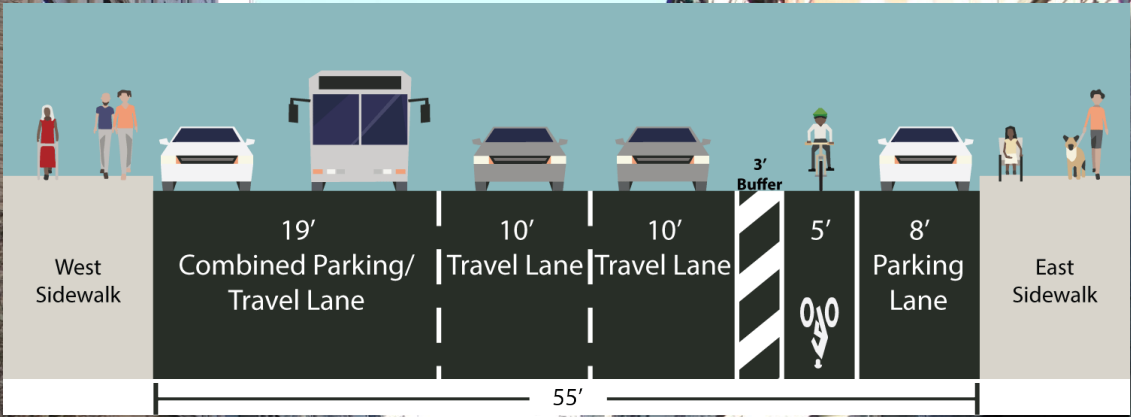 3’
Buffer
19’
Combined Parking/
Travel Lane
10’
Travel Lane
10’
Travel Lane
5’
8’
Parking
Lane
West
Sidewalk
East
Sidewalk
55’